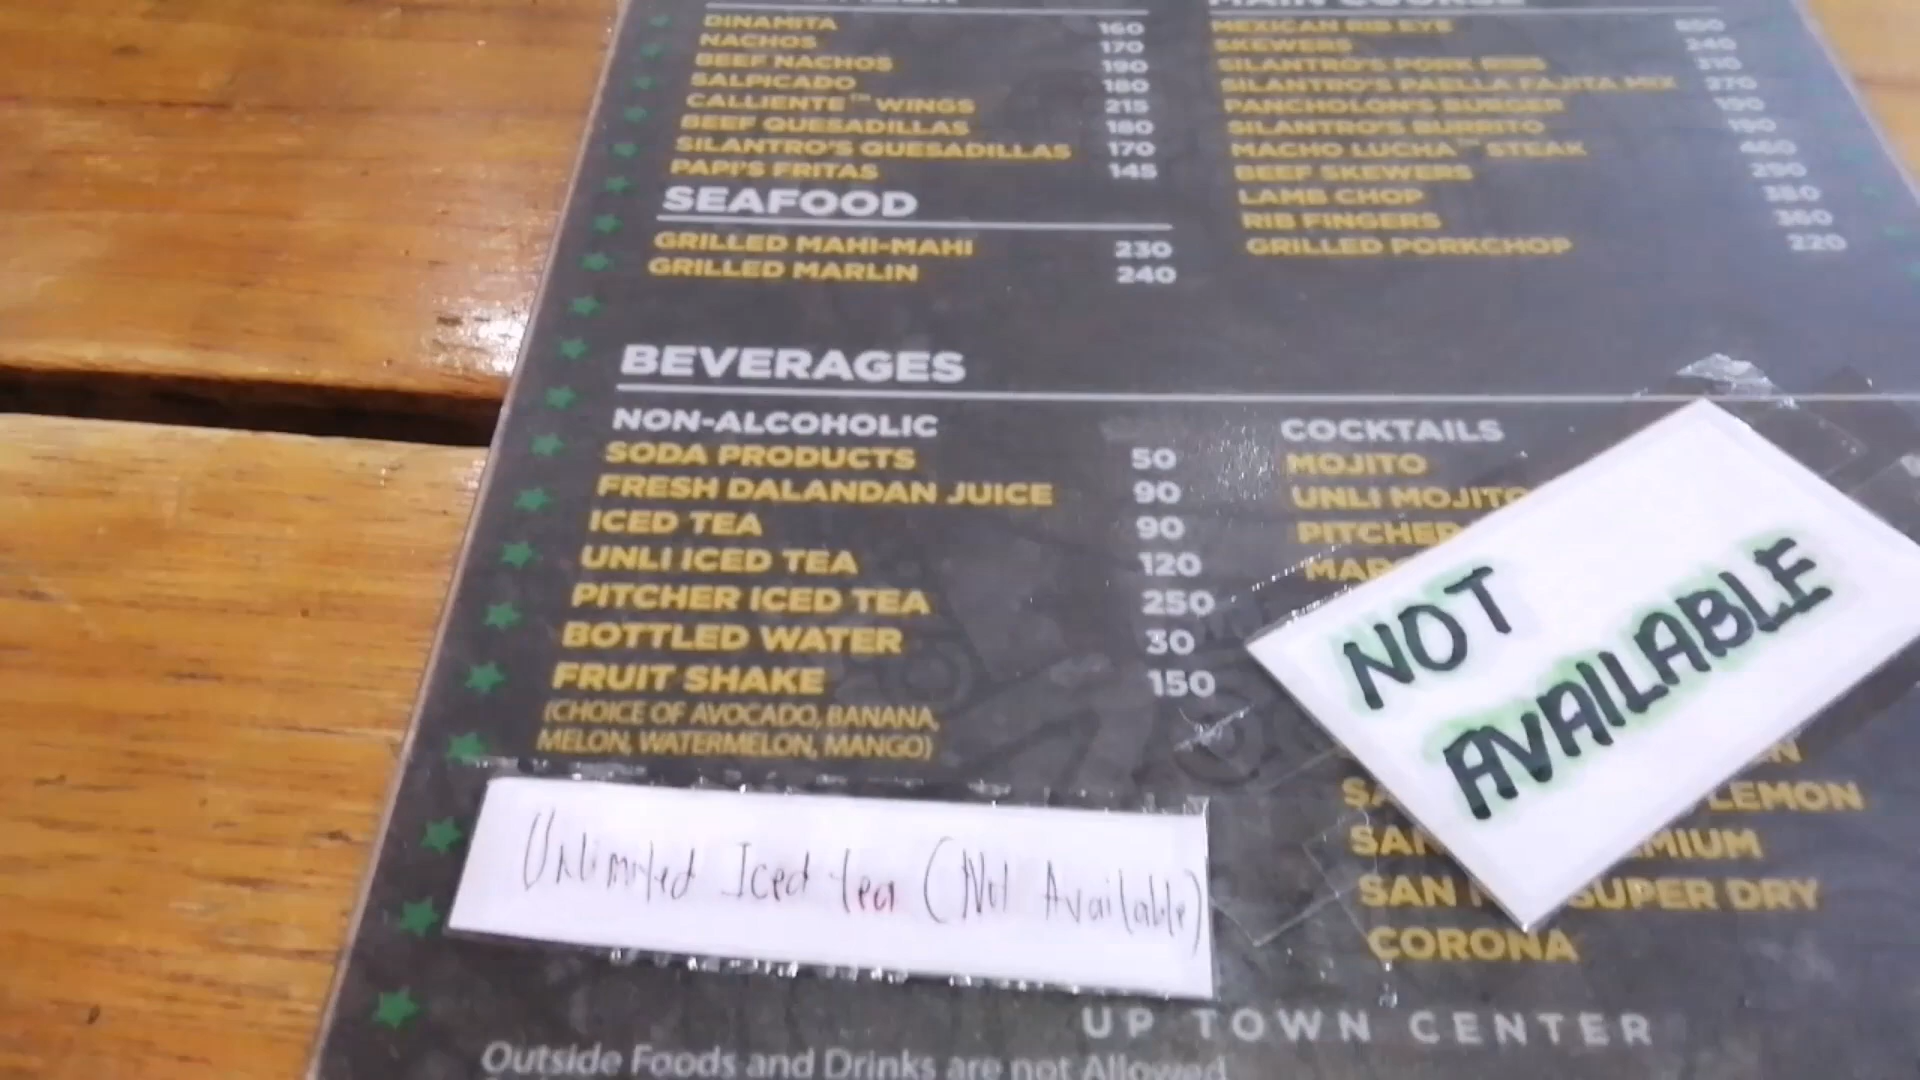 DINAMITA 160
NACHOS 170
BEEF NACHOS 190
SALPICADO 180
CALLIENTE™ WINGS 215
BEEF QUESADILLAS 180
SILANTRO'S QUESADILLAS 170
PAPI'S FRITAS 145
SEAFOOD
GRILLED MAHI-MAHI 230
GRILLED MARLIN 240
MAIN COURSE
MEXICAN RIB EYE 650
SKEWERS 240
SILANTRO'S PORK RIBS 310
SILANTRO'S PAELLA FAJITA MIX 270
PANCHOLON'S BURGER 190
SILANTRO'S BURRITO 190
MACHO LUCHA™ STEAK 460
BEEF SKEWERS 290
LAMB CHOP 380
RIB FINGERS 360
GRILLED PORKCHOP 220
BEVERAGES
NON-ALCOHOLIC
SODA PRODUCTS 50
FRESH DALANDAN JUICE 90
ICED TEA 90
UNLI ICED TEA 120
PITCHER ICED TEA 250
BOTTLED WATER 30
FRUIT SHAKE 150
(CHOICE OF AVOCADO, BANANA,
MELON, WATERMELON, MANGO)
Unlimited Iced tea (Not Available)
COCKTAILS
MOJITO
UNLI MOJITO
PITCHER
NOT
AVAILABLE
LEMON
SAN
SAN SUPER DRY
CORONA
UP TOWN CENTER
Outside Foods and Drinks are not Allowed